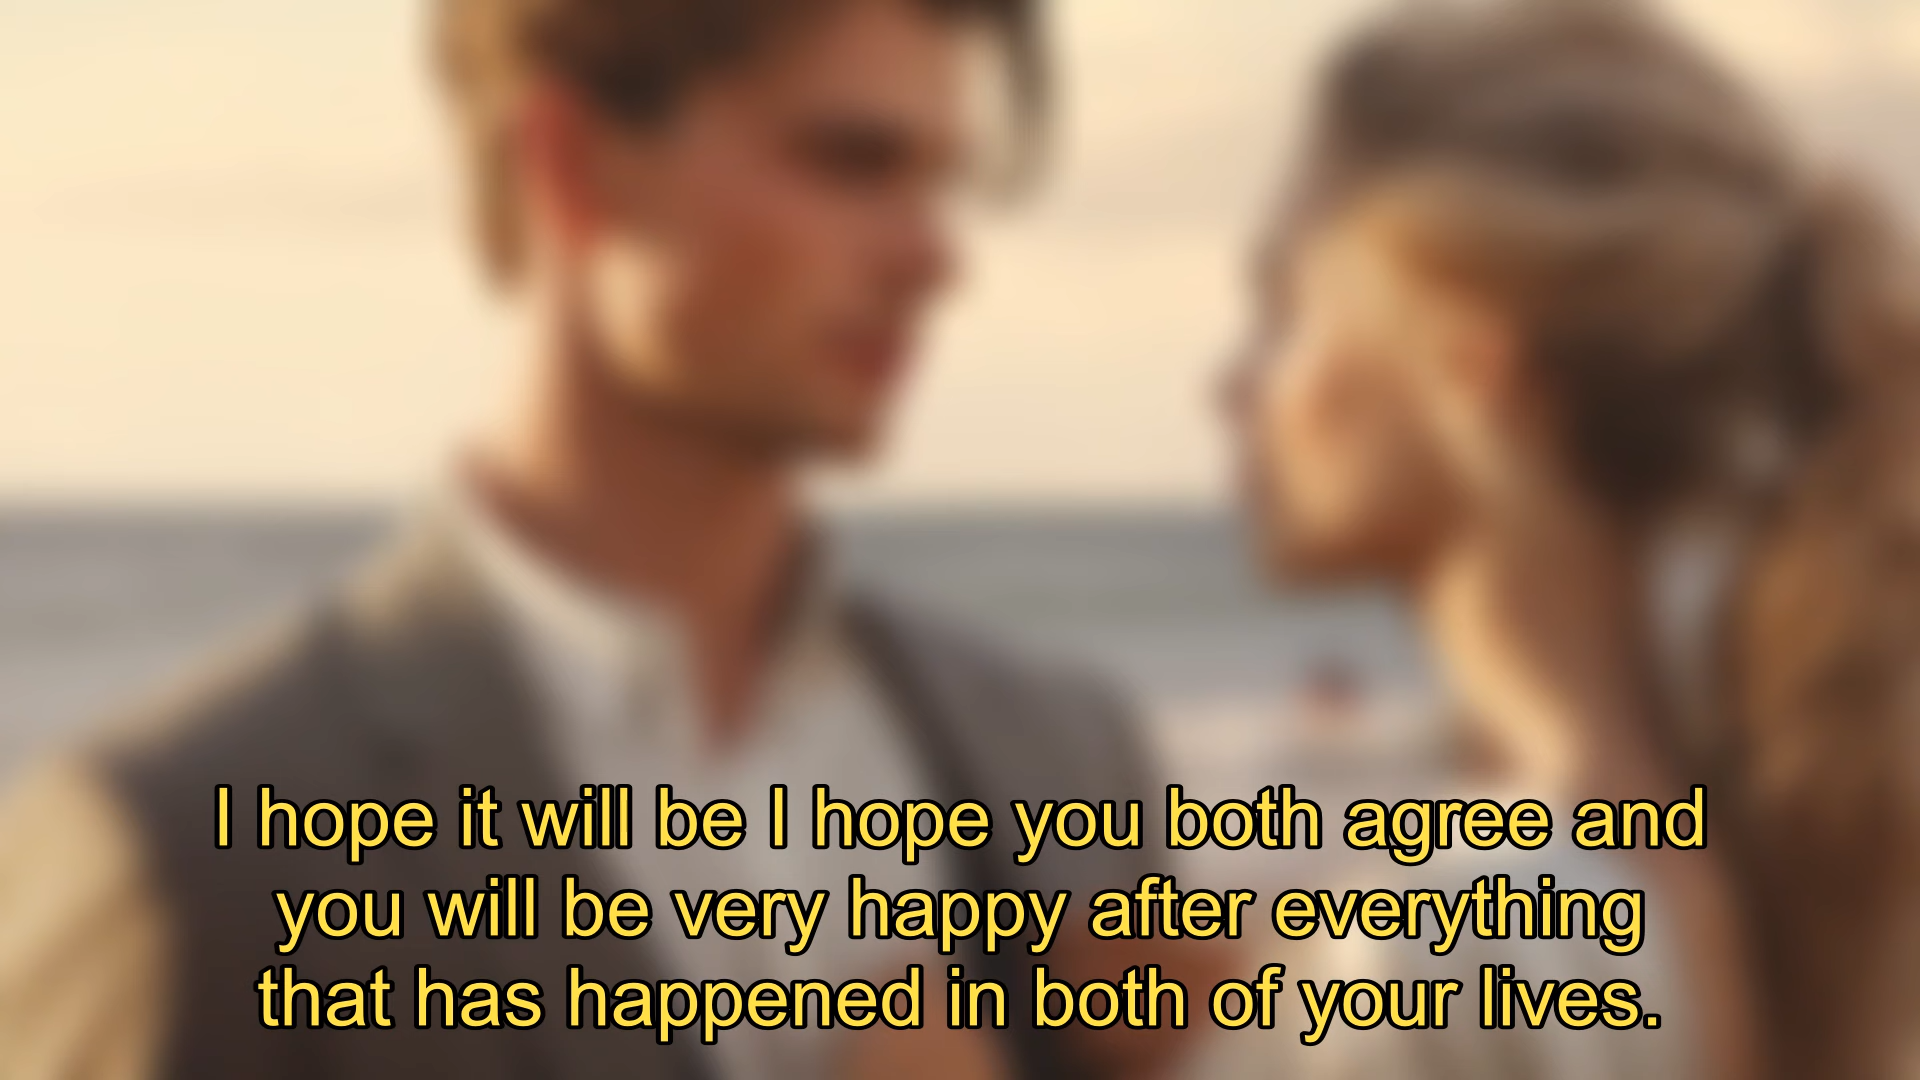 I hope it will be I hope you both agree and
you will be very happy after everything
that has happened in both of your lives.